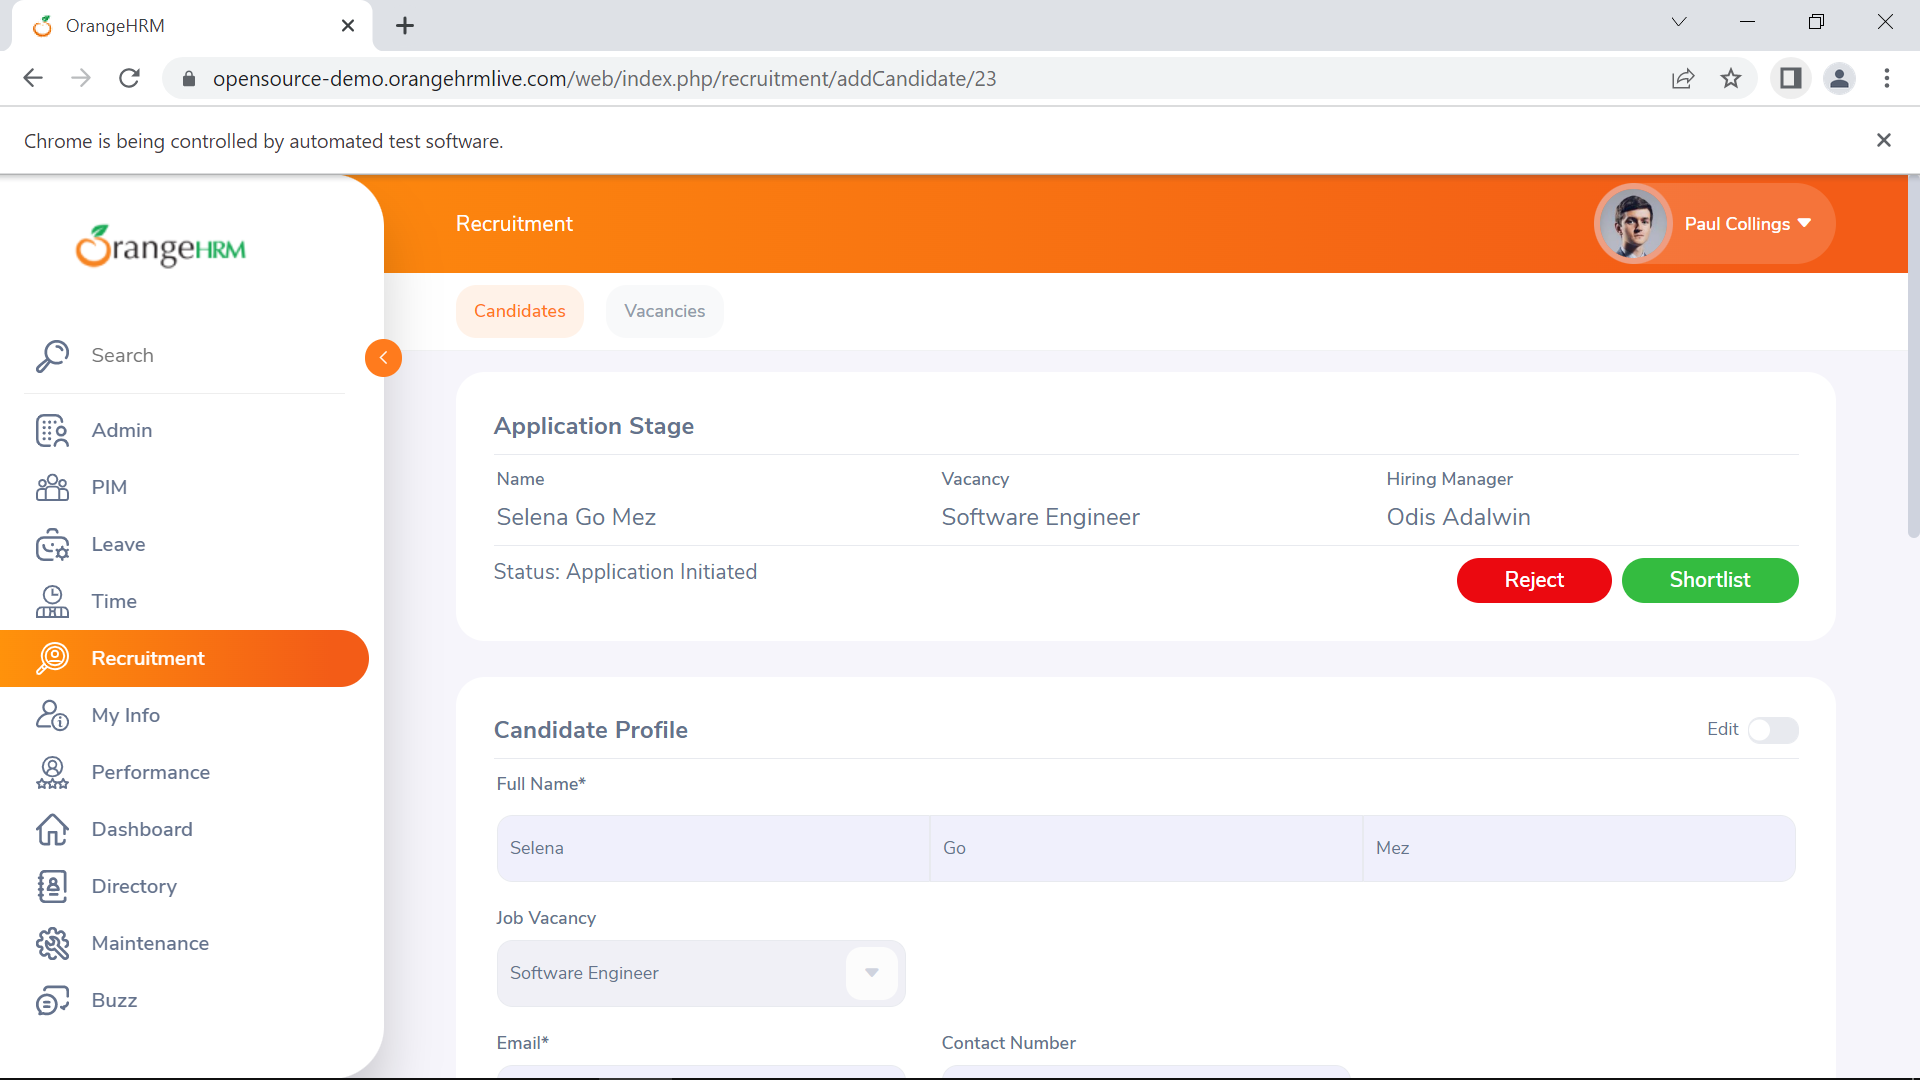 OrangeHRM
opensource-demo.orangehrmlive.com/web/index.php/recruitment/addCandidate/23
Chrome is being controlled by automated test software.
OrangeHRM
Search
Admin
PIM
Leave
Time
Recruitment
My Info
Performance
Dashboard
Directory
Maintenance
Buzz
Recruitment
Paul Collings
Candidates
Vacancies
Application Stage
Name
Vacancy
Hiring Manager
Selena Go Mez
Software Engineer
Odis Adalwin
Status: Application Initiated
Reject
Shortlist
Candidate Profile
Edit
Full Name*
Selena
Go
Mez
Job Vacancy
Software Engineer
Email*
Contact Number